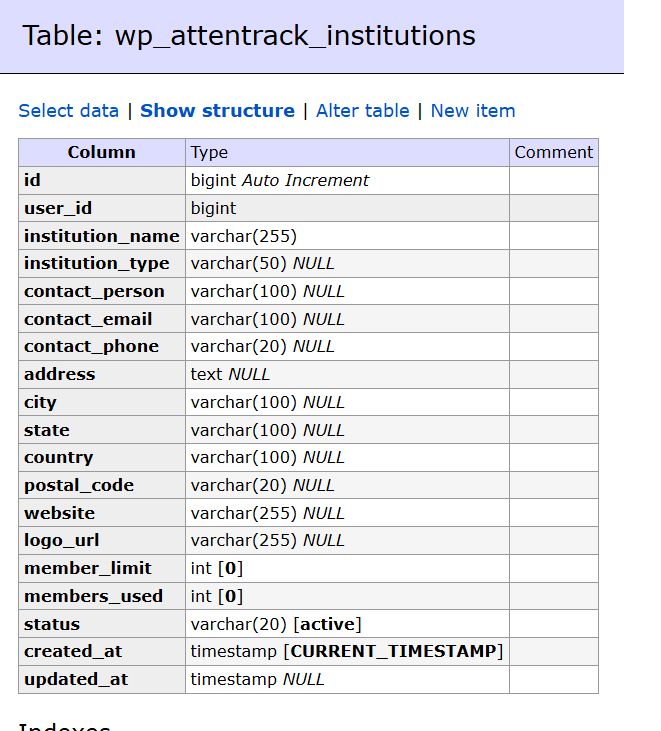 Table: wp_attentrack_institutions
Select data | Show structure | Alter table | New item
Column Type Comment
id bigint Auto Increment
user_id bigint
institution_name varchar(255)
institution_type varchar(50) NULL
contact_person varchar(100) NULL
contact_email varchar(100) NULL
contact_phone varchar(20) NULL
address text NULL
city varchar(100) NULL
state varchar(100) NULL
country varchar(100) NULL
postal_code varchar(20) NULL
website varchar(255) NULL
logo_url varchar(255) NULL
member_limit int [0]
members_used int [0]
status varchar(20) [active]
created_at timestamp [CURRENT_TIMESTAMP]
updated_at timestamp NULL
Indexes